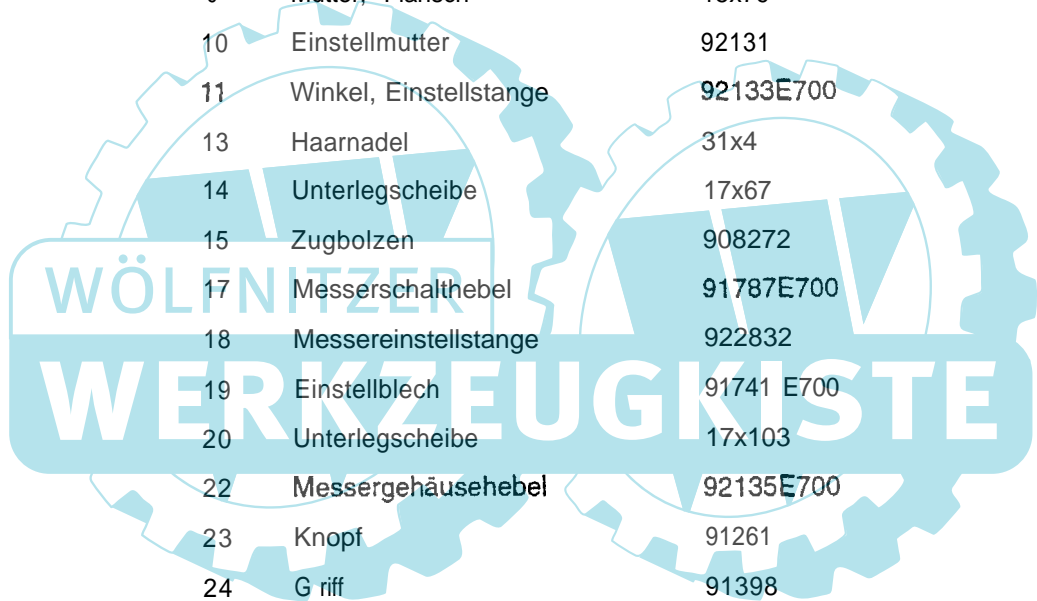 10 Einstellmutter 92131
11 Winkel, Einstellstange 92133E700
13 Haarnadel 31x4
14 Unterlegscheibe 17x67
15 Zugbolzen 908272
WÖLFNITZER
17 Messerschalthebel 91787E700
18 Messereinstellstange 922832
WERKZEUGKISTE
19 Einstellblech 91741 E700
20 Unterlegscheibe 17x103
22 Messergehäusehebel 92135E700
23 Knopf 91261
24 G riff 91398